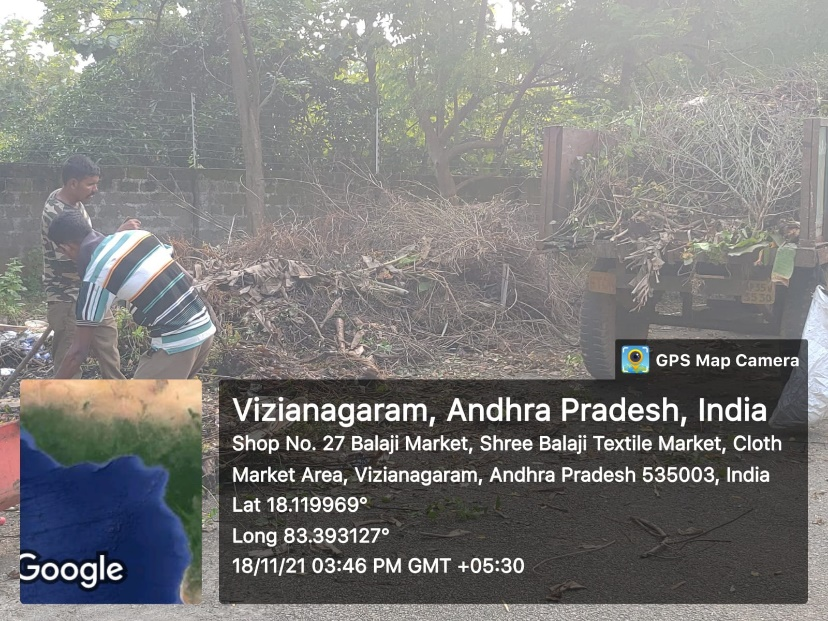 GPS Map Camera
Vizianagaram, Andhra Pradesh, India
Shop No. 27 Balaji Market, Shree Balaji Textile Market, Cloth
Market Area, Vizianagaram, Andhra Pradesh 535003, India
Lat 18.119969°
Long 83.393127°
18/11/21 03:46 PM GMT +05:30
Google